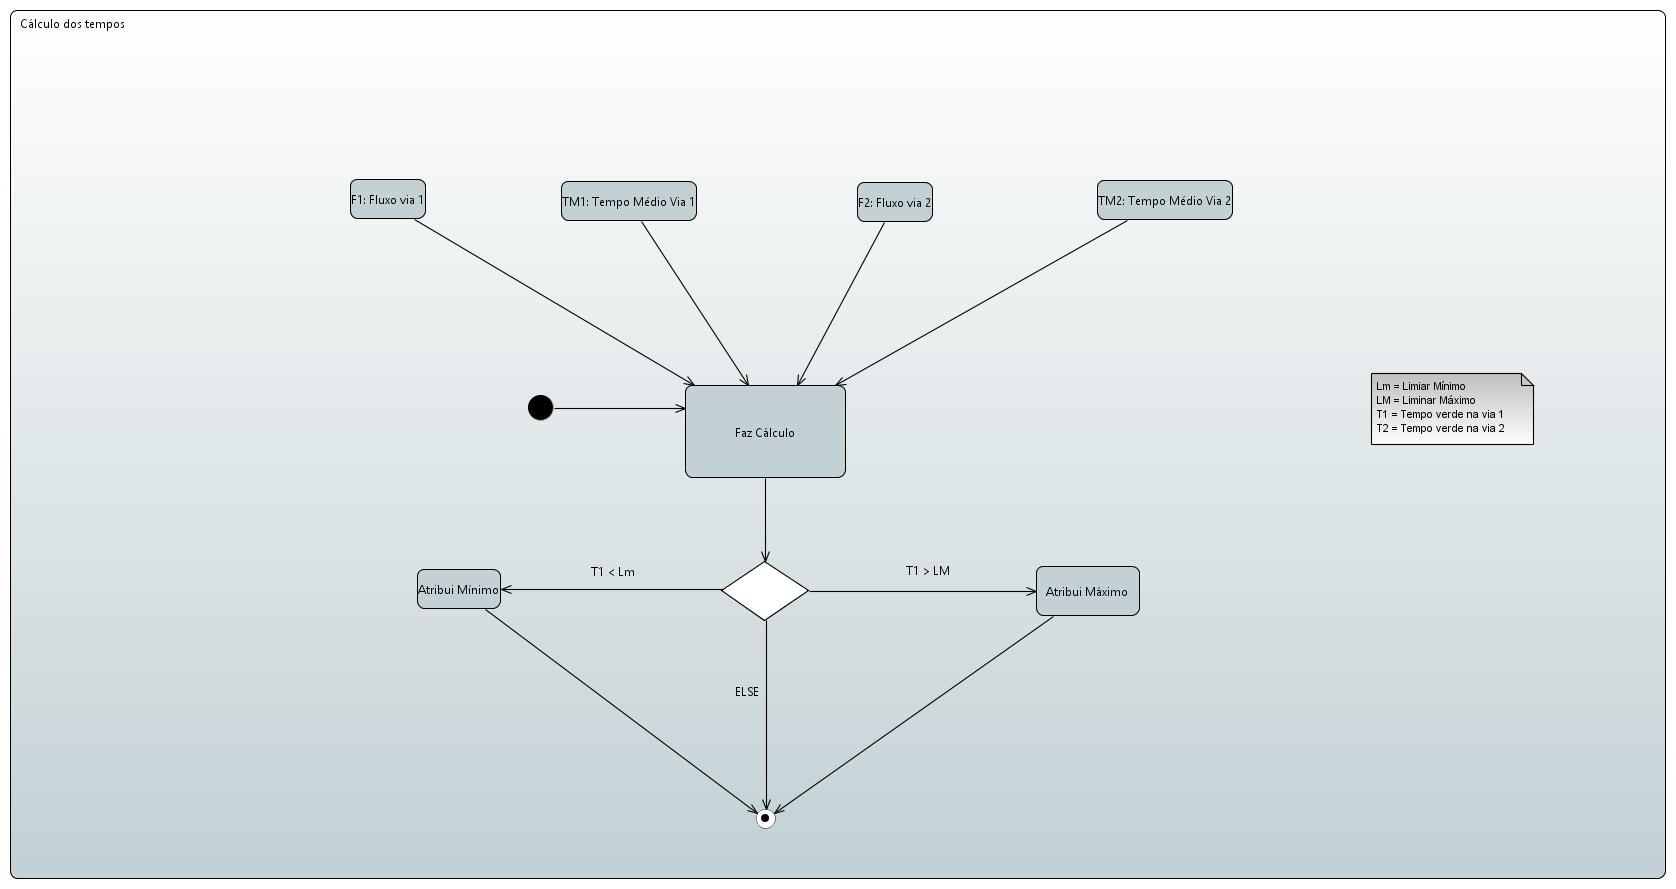 Cálculo dos tempos
F1: Fluxo via 1
TM1: Tempo Médio Via 1
F2: Fluxo via 2
TM2: Tempo Médio Via 2
Lm = Limiar Mínimo
LM = Liminar Máximo
T1 = Tempo verde na via 1
T2 = Tempo verde na via 2
Faz Cálculo
T1 < Lm
T1 > LM
Atribui Mínimo
Atribui Máximo
ELSE